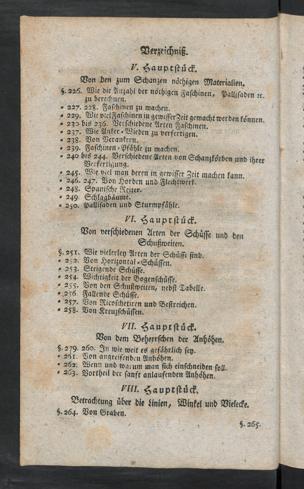 Verzeichniß.
V. Hauptstück.
Von den zum Schanzen nöthigen Materialien.
§. 226. Wie die Anzahl der nöthigen Faschinen, Pallisaden ꝛc.
zu berechnen.
= 227. 228. Faschinen zu machen.
= 229. Wie viel Faschinen in gewisser Zeit gemacht werden können.
= 230 bis 236. Verschiedene Arten Faschinen.
= 237. Wie Anker=Wieden zu verfertigen.
= 238. Von Verankern.
= 239. Faschinen=Pfähle zu machen.
= 240 bis 244. Verschiedene Arten von Schanzkörben und ihrer
Verfertigung.
= 245. Wie viel man deren in gewisser Zeit machen kann.
= 246. 247. Von Horden und Flechtwerk.
= 248. Spanische Reiter.
= 249. Schlagbäume.
= 250. Pallisaden und Sturmpfähle.
VI. Hauptstück.
Von verschiedenen Arten der Schüsse und den
Schußweiten.
§. 251. Wie vielerley Arten der Schüsse sind.
= 252. Von Horizontal=Schüssen.
= 253. Steigende Schüsse.
= 254. Wichtigkeit der Bogenschüsse.
= 255. Von den Schußweiten, nebst Tabelle.
= 256. Fallende Schüsse.
= 257. Von Ricochetiren und Bestreichen.
= 258. Von Kreuzschüssen.
VII. Hauptstück.
Von dem Beherrschen der Anhöhen.
§. 279. 260. In wie weit es gefährlich sey.
= 261. Von angreifenden Anhöhen.
= 262. Wenn und warum man sich einschneiden soll.
= 263. Vortheil der sanft anlaufenden Anhöhen.
VIII. Hauptstück.
Betrachtung über die Linien, Winkel und Vielecke.
§. 264. Von Graben.
§. 265.